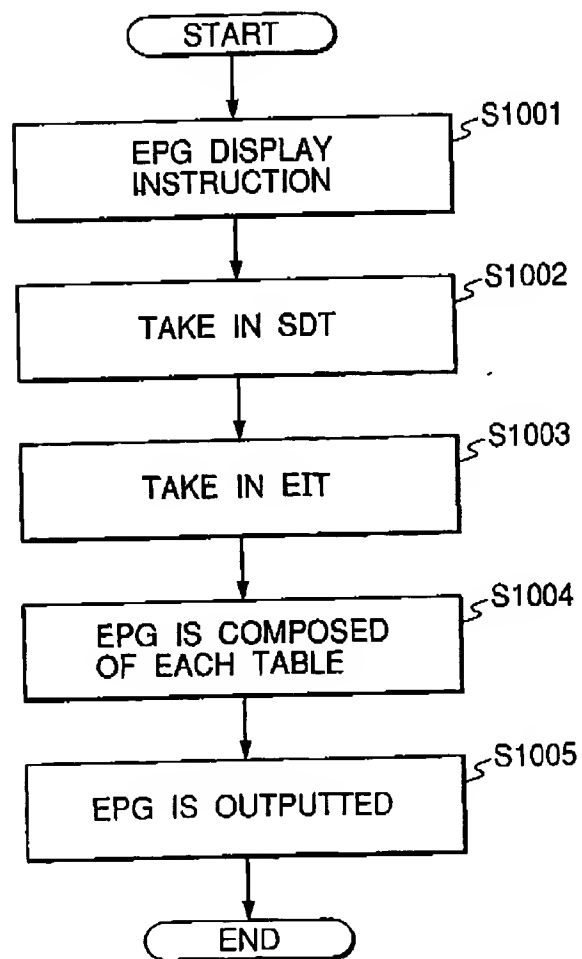 START
S1001
EPG DISPLAY
INSTRUCTION
S1002
TAKE IN SDT
S1003
TAKE IN EIT
S1004
EPG IS COMPOSED
OF EACH TABLE
S1005
EPG IS OUTPUTTED
END